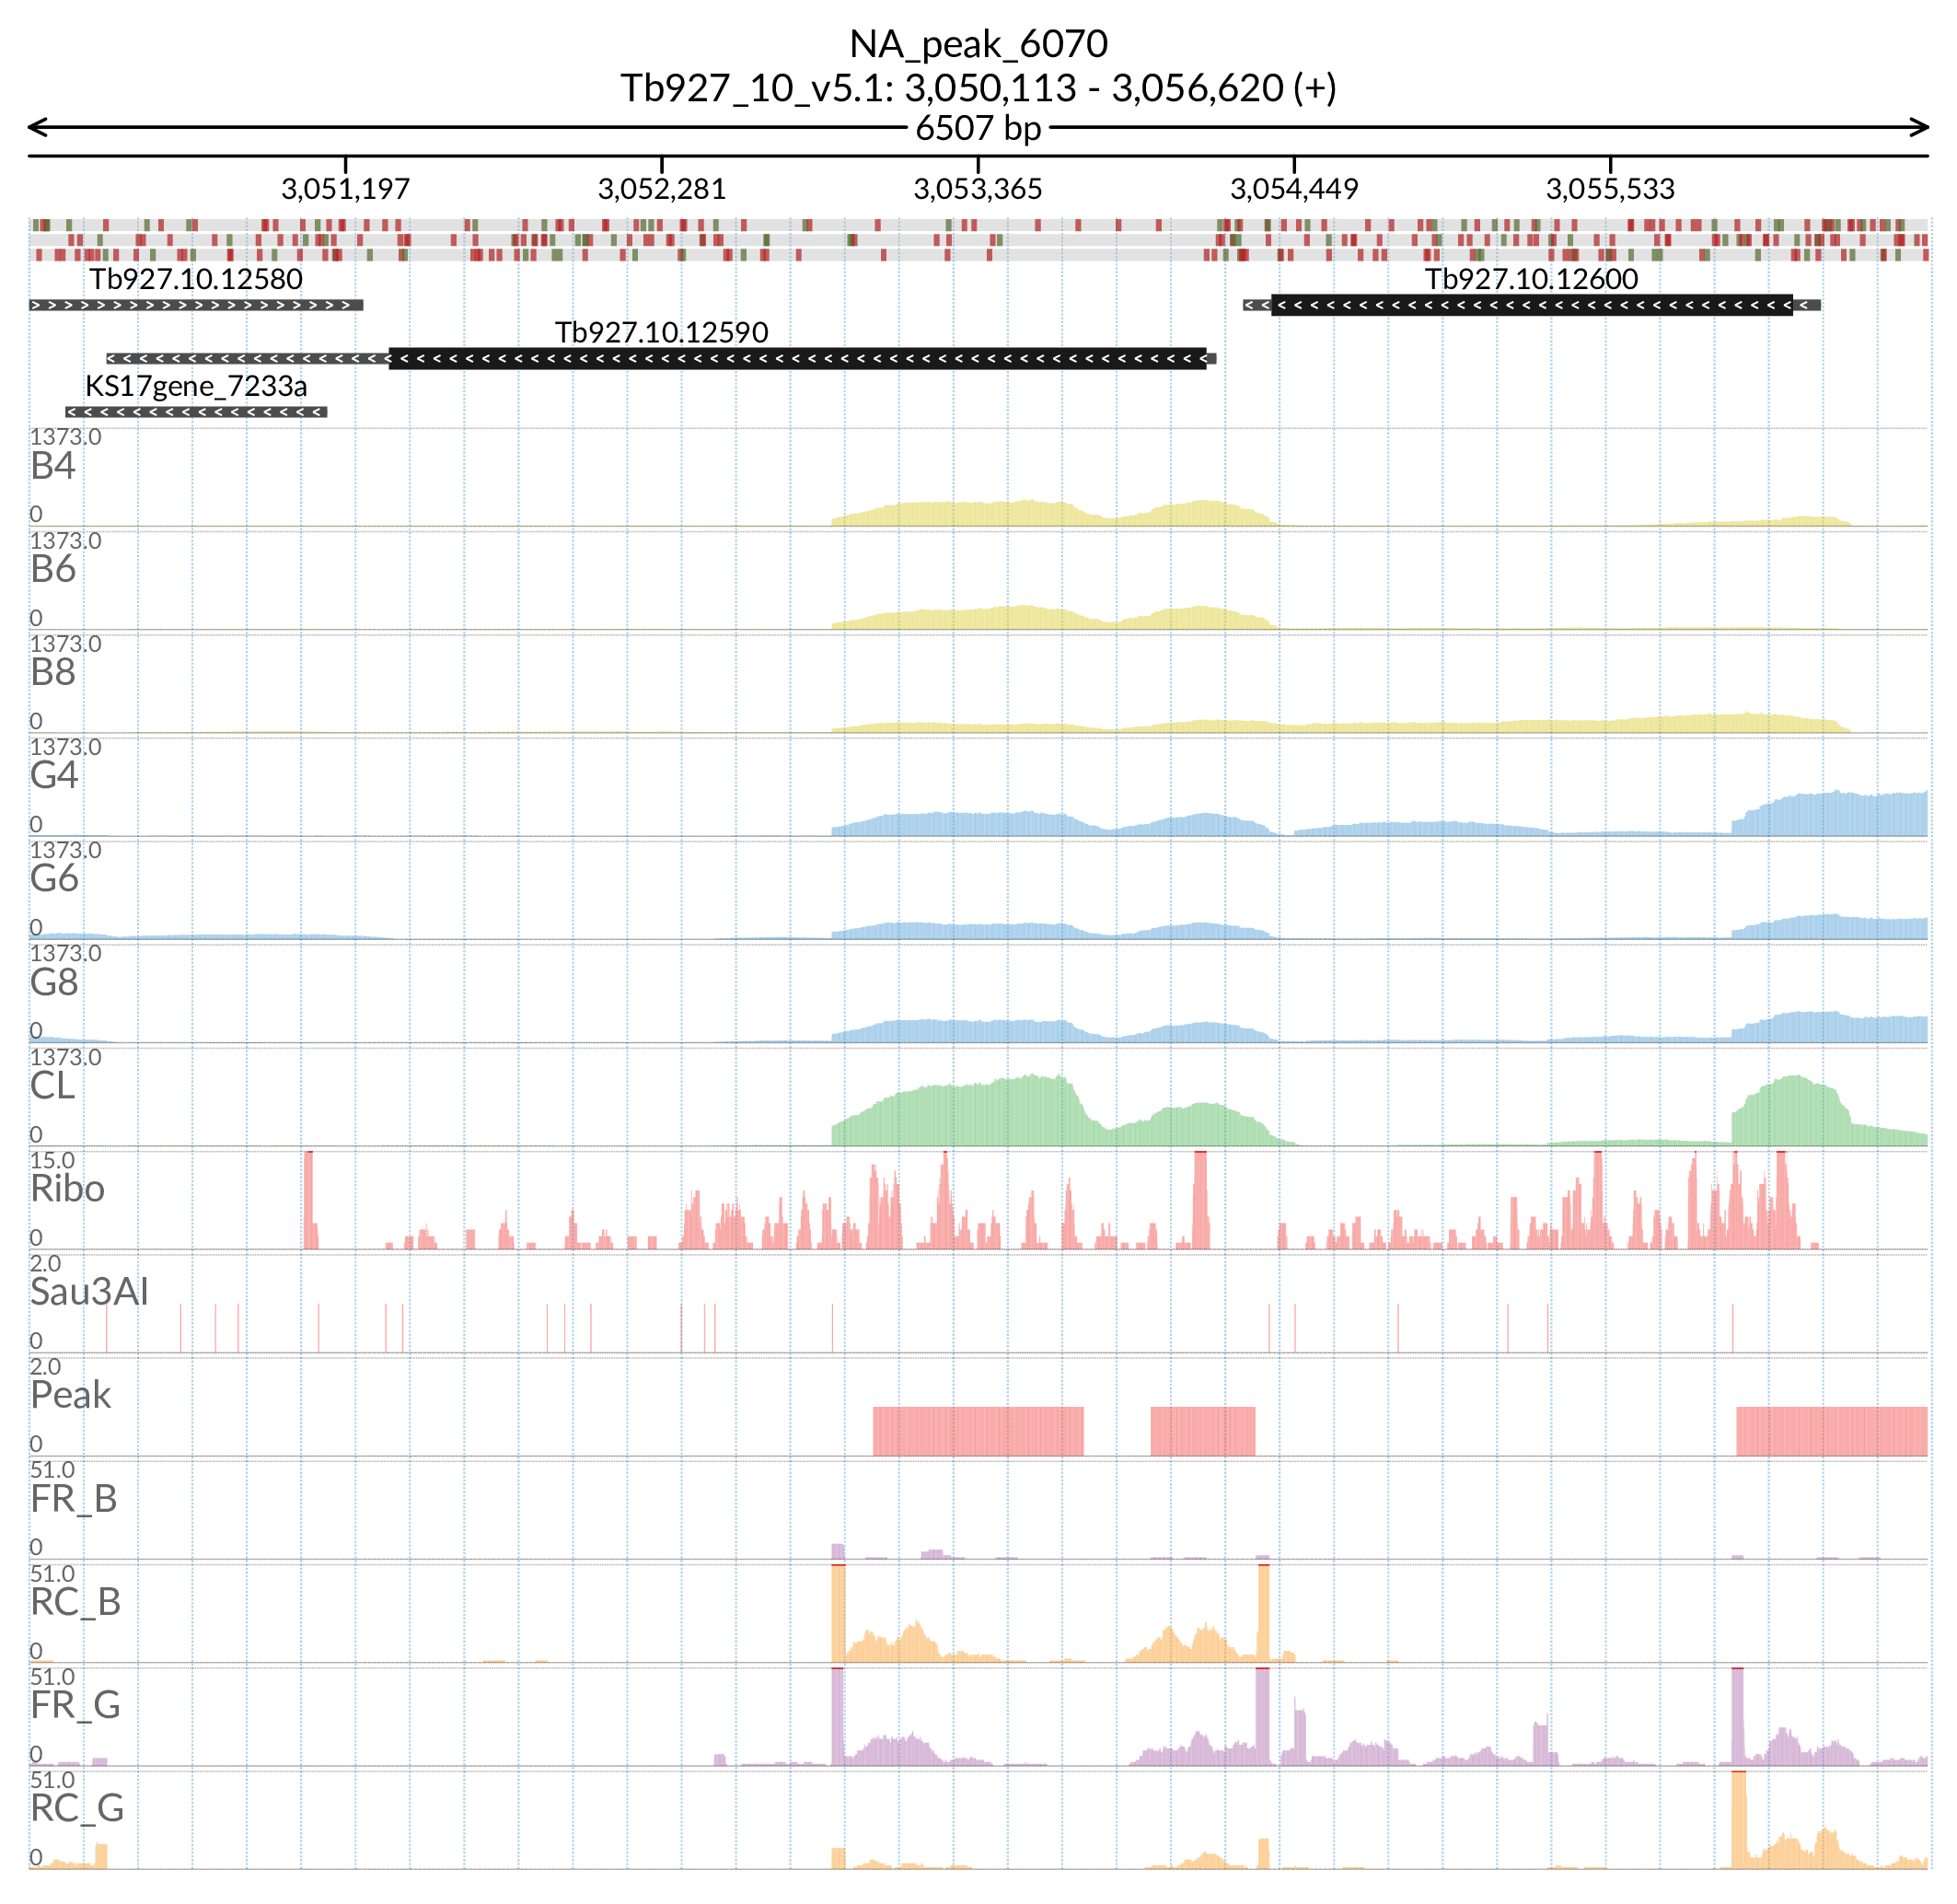 NA_peak_6070
Tb927_10_v5.1: 3,050,113 - 3,056,620 (+)
6507 bp
3,051,197 3,052,281 3,053,365 3,054,449 3,055,533
Tb927.10.12580 Tb927.10.12600
Tb927.10.12590
KS17gene_7233a
1373.0
B4
0
1373.0
B6
0
1373.0
B8
0
1373.0
G4
0
1373.0
G6
0
1373.0
G8
0
1373.0
CL
0
15.0
Ribo
0
2.0
Sau3AI
0
2.0
Peak
0
51.0
FR_B
0
51.0
RC_B
0
51.0
FR_G
0
51.0
RC_G
0